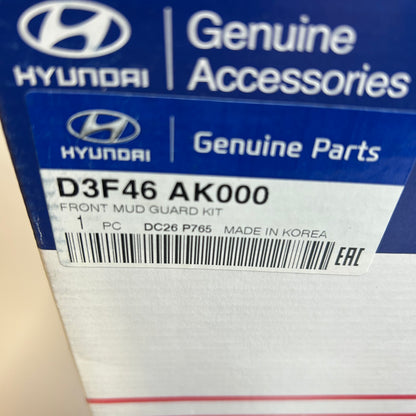 HYUNDAI
Genuine
Accessories
HYUNDAI
Genuine Parts
D3F46 AK000
FRONT MUD GUARD KIT
1 PC DC26 P765 MADE IN KOREA
EAC